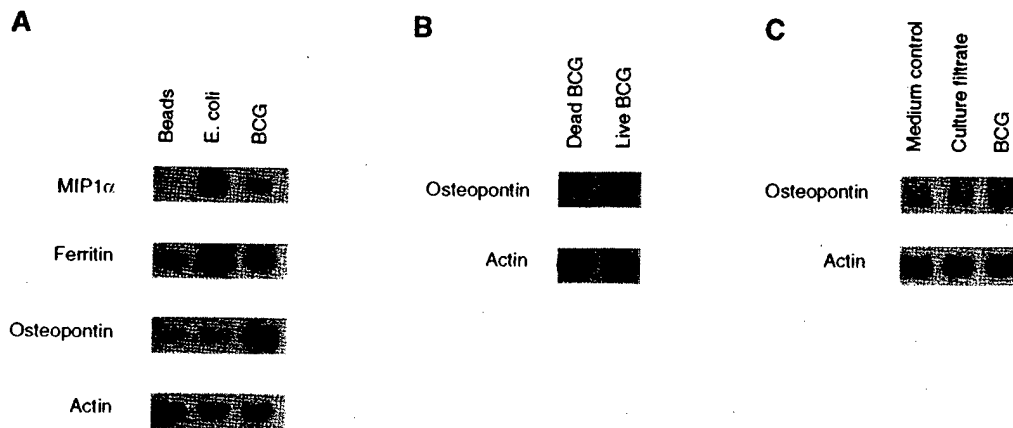 A
Beads
E. coli
BCG
MIP1α
Ferritin
Osteopontin
Actin
B
Dead BCG
Live BCG
Osteopontin
Actin
C
Medium control
Culture filtrate
BCG
Osteopontin
Actin